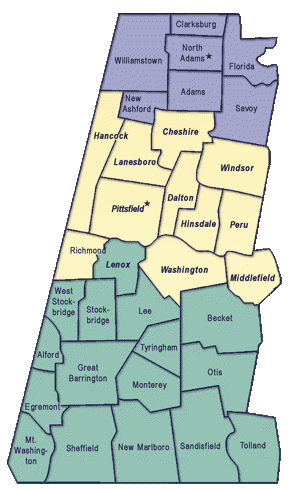 Clarksburg
North
Adams★
Williamstown
Florida
Adams
New
Ashford
Savoy
Hancock
Cheshire
Lanesboro
Windsor
Dalton
Pittsfield★
Hinsdale
Peru
Richmond
Lenox
Washington
Middlefield
West
Stock-
bridge
Stock-
bridge
Lee
Becket
Alford
Tyringham
Great
Barrington
Otis
Monterey
Egremont
Mt.
Washing-
ton
Sheffield
New Marlboro
Sandisfield
Tolland